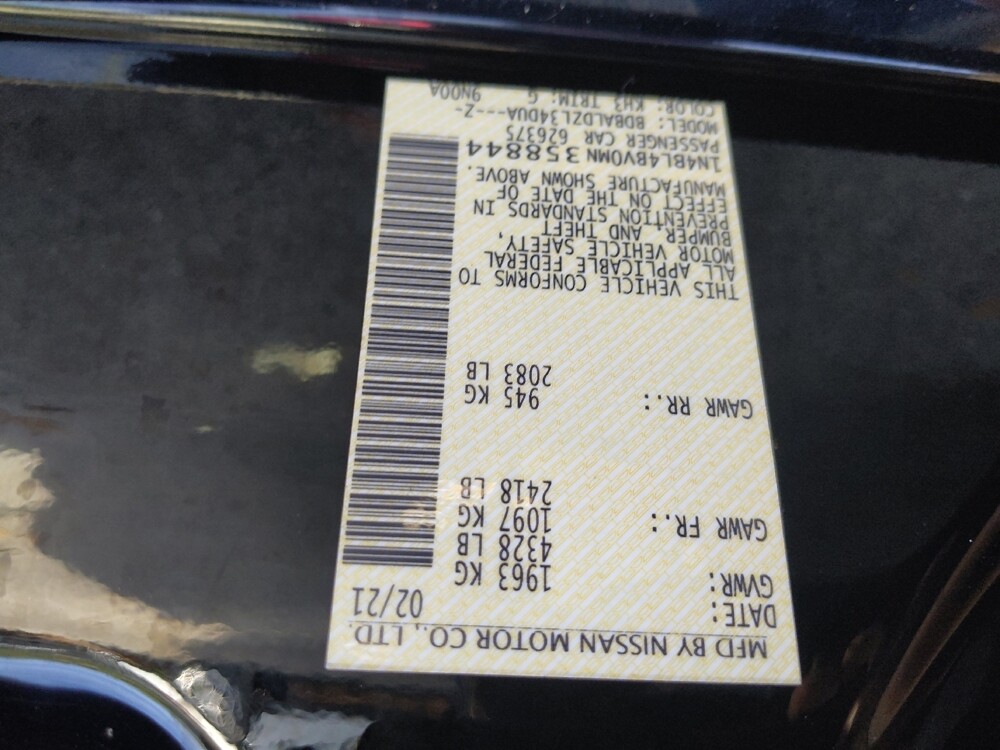 MFD BY NISSAN MOTOR CO., LTD.
DATE: 02/21
GVWR: 1963 KG
4328 LB
GAWR FR.: 1097 KG
2418 LB
GAWR RR.: 945 KG
2083 LB
THIS VEHICLE CONFORMS TO
ALL APPLICABLE FEDERAL
MOTOR VEHICLE SAFETY,
BUMPER, AND THEFT
PREVENTION STANDARDS IN
EFFECT ON THE DATE OF
MANUFACTURE SHOWN ABOVE.
1N4BL4BV0MN358844
PASSENGER CAR 626375
MODEL: BDBALDZL34DUA---Z-
COLOR: KH3 TRIM: G 9N00A